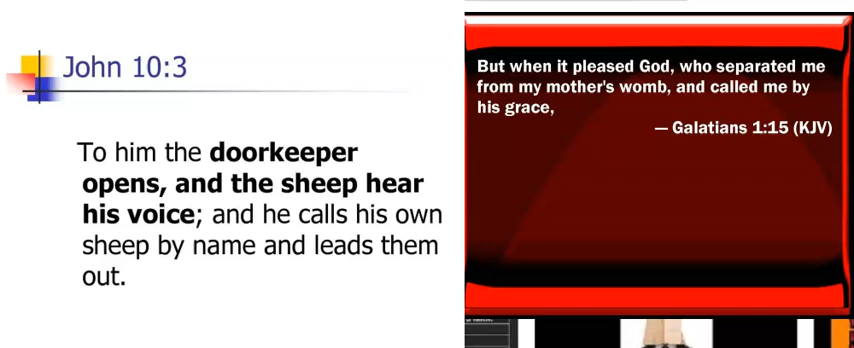 John 10:3
To him the doorkeeper
opens, and the sheep hear
his voice; and he calls his own
sheep by name and leads them
out.
But when it pleased God, who separated me
from my mother's womb, and called me by
his grace,
— Galatians 1:15 (KJV)